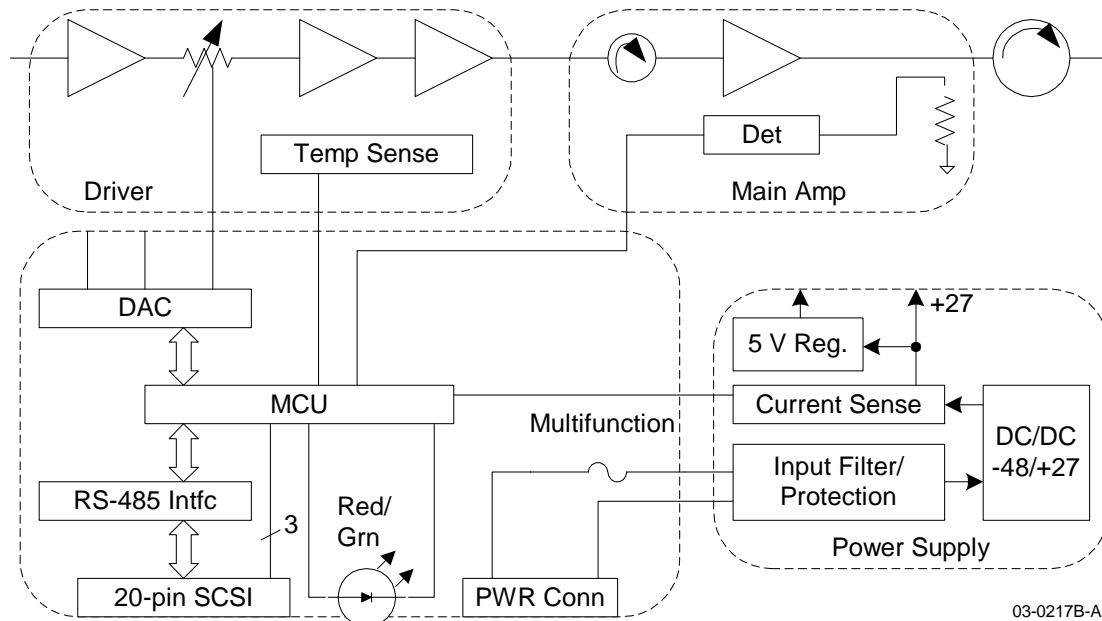 Temp Sense
Driver
Det
Main Amp
DAC
MCU
Multifunction
RS-485 Intfc
3
Red/
Grn
20-pin SCSI
PWR Conn
+27
5 V Reg.
Current Sense
DC/DC
-48/+27
Input Filter/
Protection
Power Supply
03-0217B-A